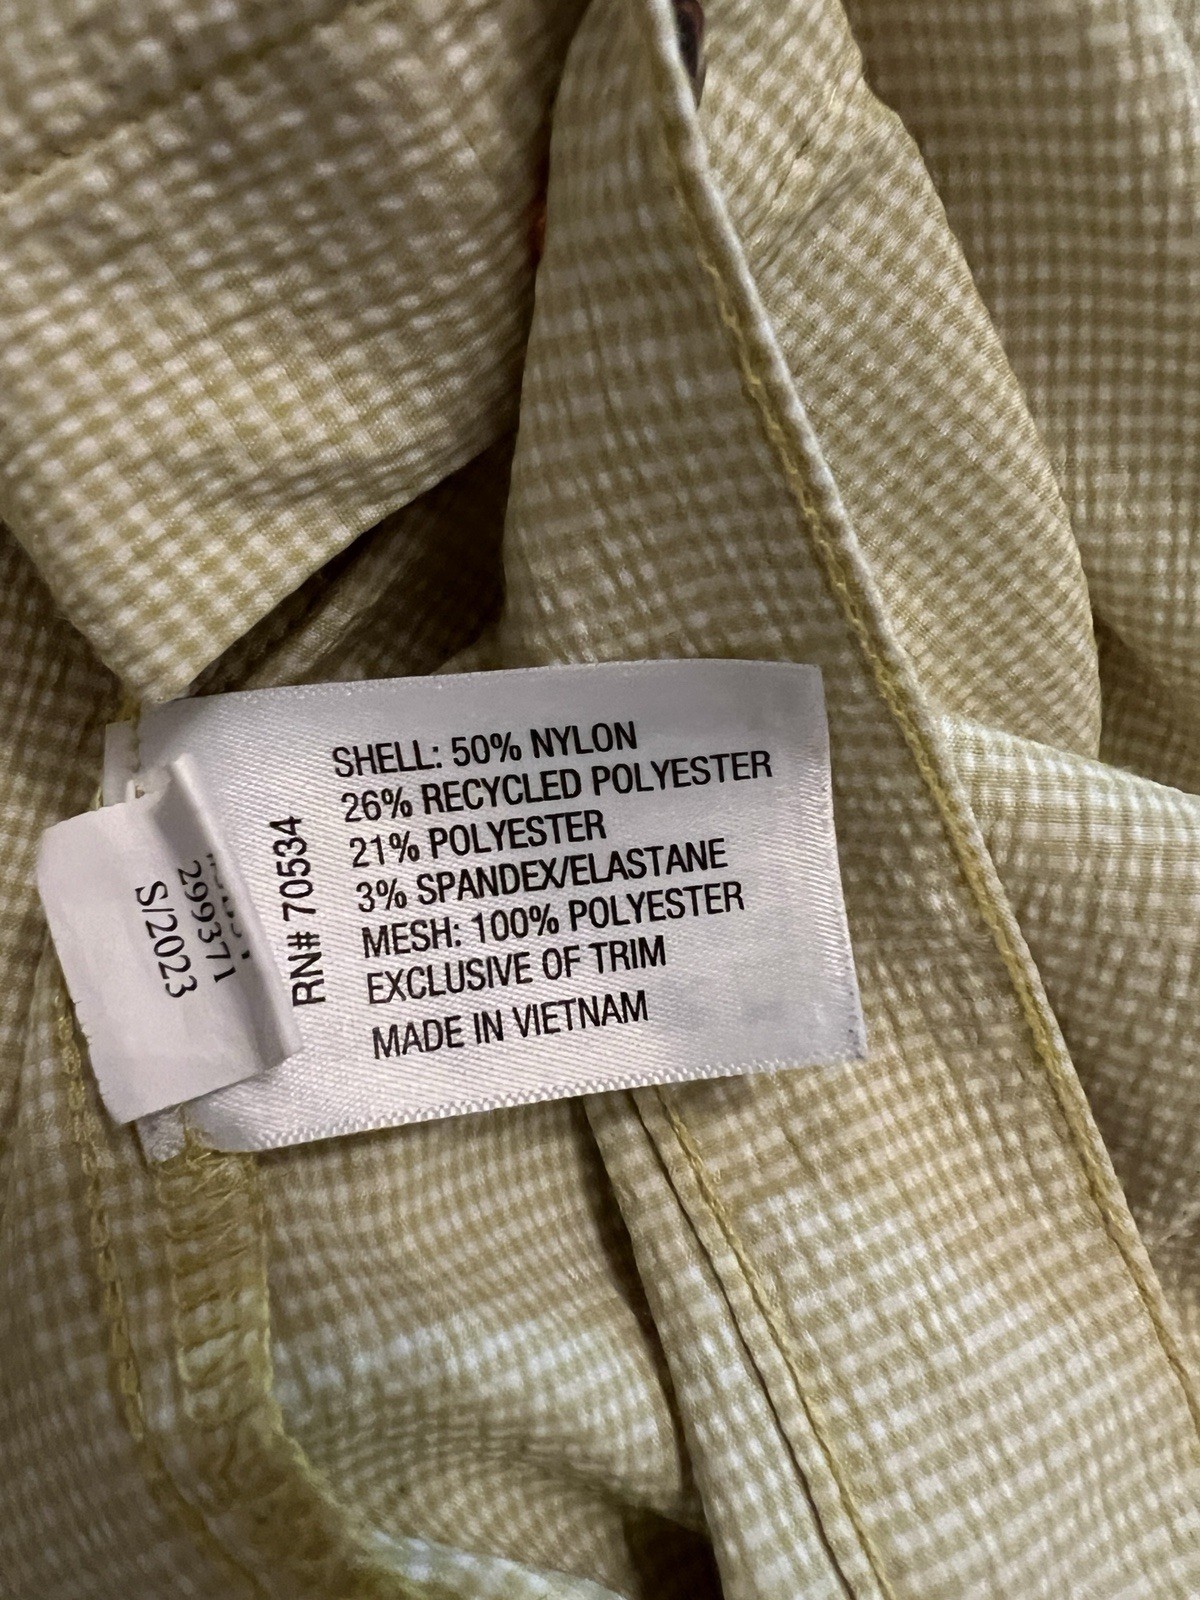 SHELL: 50% NYLON
26% RECYCLED POLYESTER
21% POLYESTER
3% SPANDEX/ELASTANE
MESH: 100% POLYESTER
EXCLUSIVE OF TRIM
MADE IN VIETNAM
RN# 70534
299371
S/2023